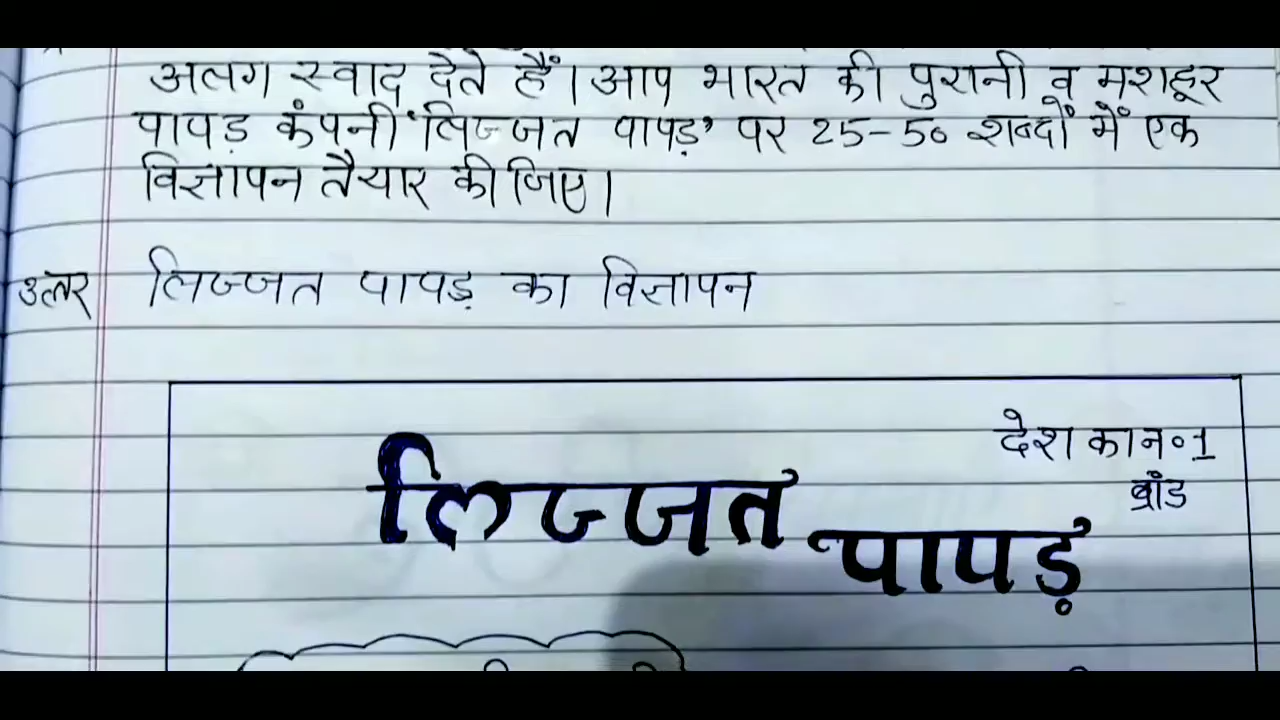 अलग स्वाद देते हैं। आप भारत की पुरानी व मशहूर
पापड़ कंपनी 'लिज्जत पापड़' पर 25-50 शब्दों में एक
विज्ञापन तैयार कीजिए।
उत्तर लिज्जत पापड़ का विज्ञापन
देश का न०1
ब्रॉंड
लिज्जत
पापड़